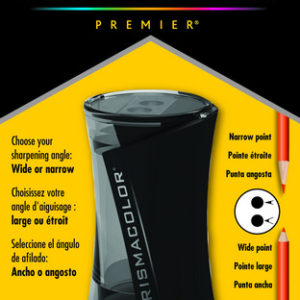 PREMIER®
Choose your
sharpening angle:
Wide or narrow
Choisissez votre
angle d'aiguisage :
large ou étroit
Seleccione el ángulo
de afilado:
Ancho o angosto
PRISMACOLOR®
Narrow point
Pointe étroite
Punta angosta
Wide point
Pointe large
Punta ancha